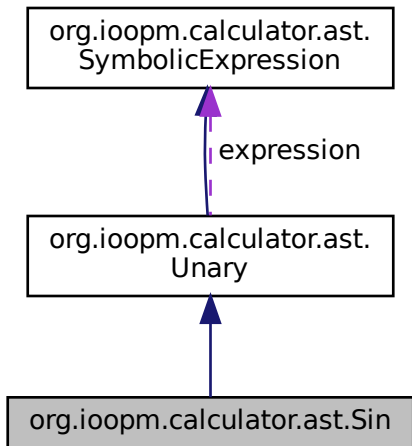 org.ioopm.calculator.ast.
SymbolicExpression
expression
org.ioopm.calculator.ast.
Unary
org.ioopm.calculator.ast.Sin